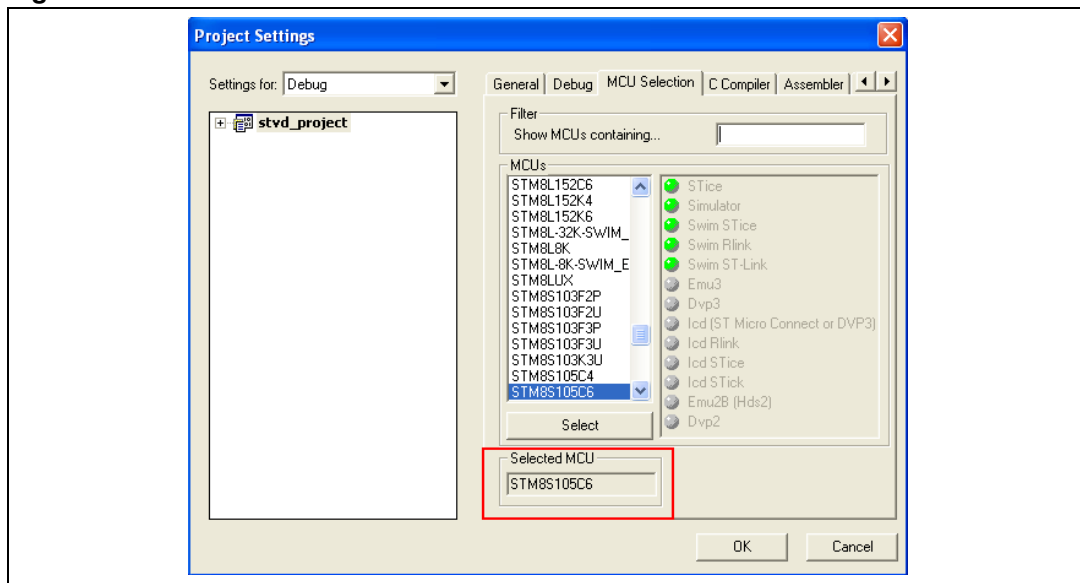 Project Settings
Settings for: Debug
stvd_project
General Debug MCU Selection C Compiler Assembler
Filter
Show MCUs containing...
MCUs
STM8L152C6
STM8L152K4
STM8L152K6
STM8L-32K-SWIM_
STM8L8K
STM8L-8K-SWIM_E
STM8LUX
STM8S103F2P
STM8S103F2U
STM8S103F3P
STM8S103F3U
STM8S103K3U
STM8S105C4
STM8S105C6
STice
Simulator
Swim STice
Swim Rlink
Swim ST-Link
Emu3
Dvp3
Icd (ST Micro Connect or DVP3)
Icd Rlink
Icd STice
Icd STick
Emu2B (Hds2)
Dvp2
Select
Selected MCU
STM8S105C6
OK Cancel